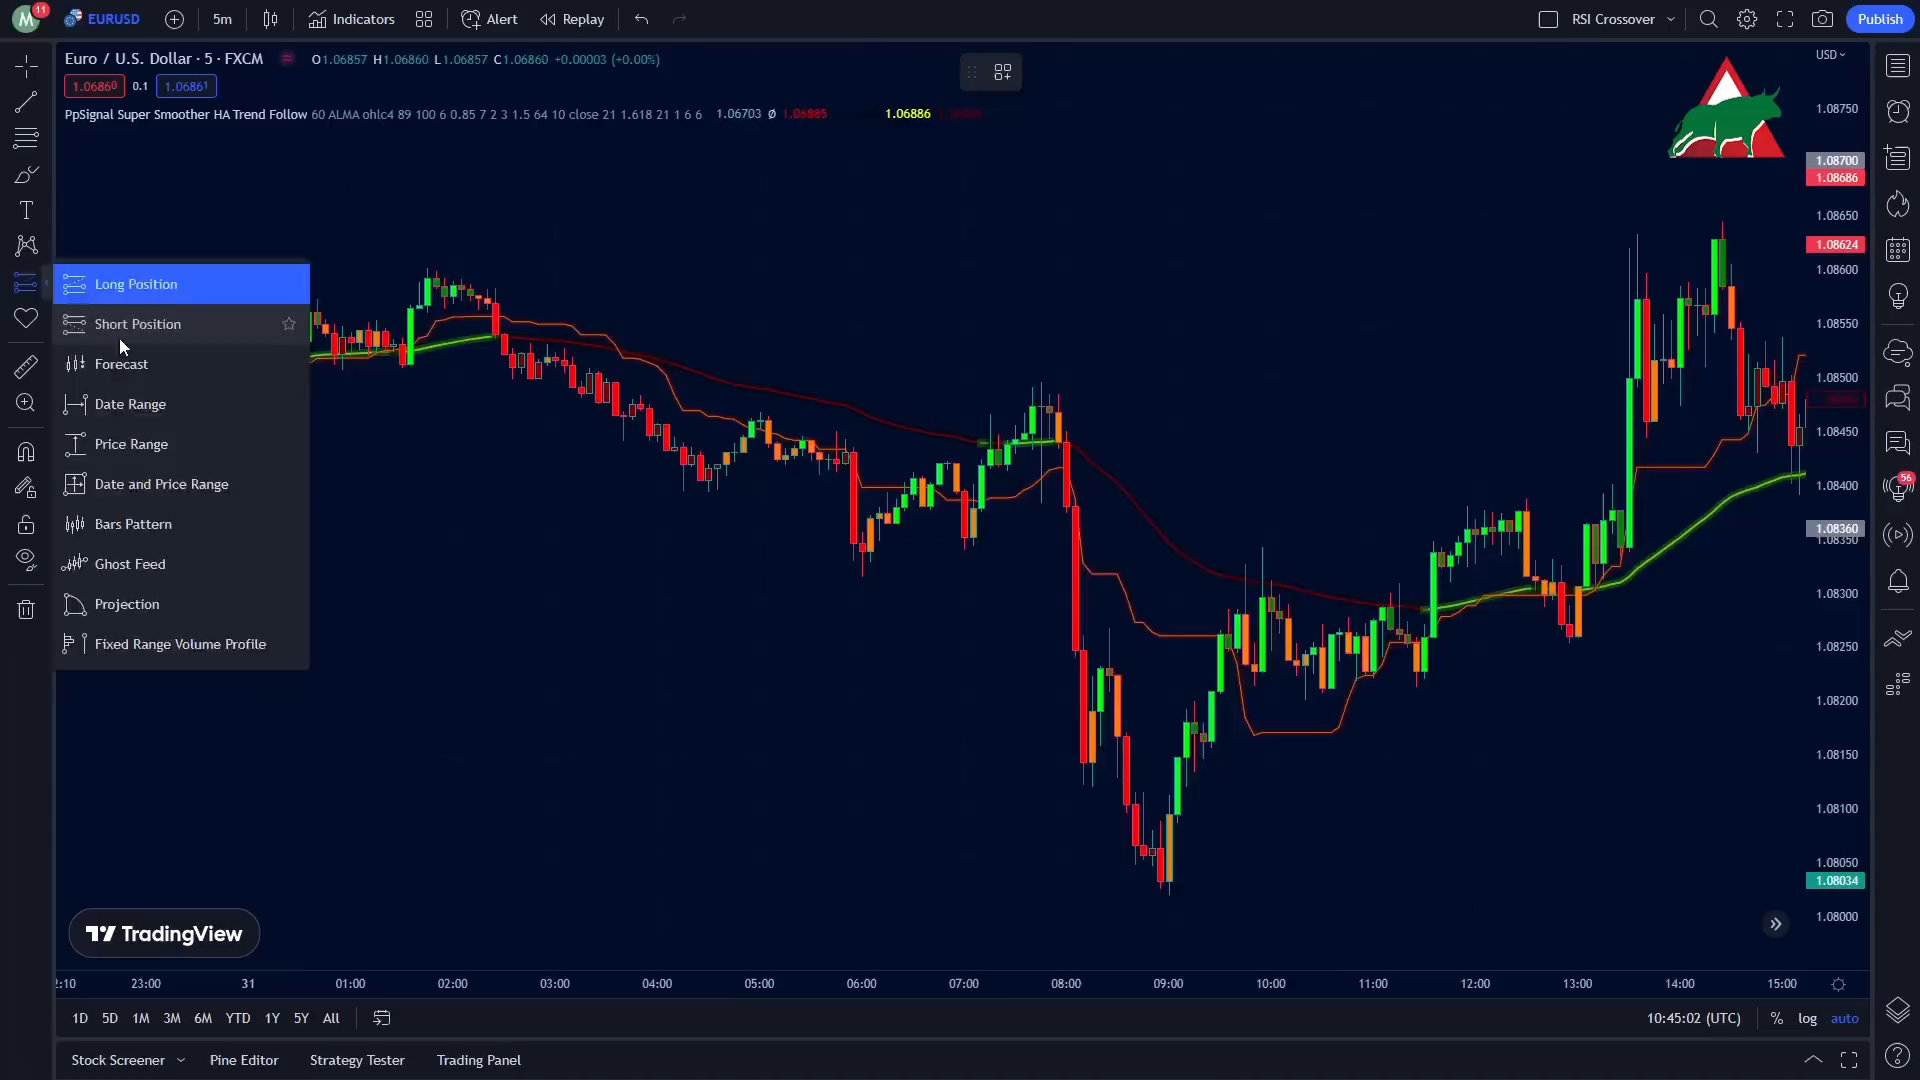 M 11 EURUSD 5m Indicators Alert Replay RSI Crossover Publish
Euro / U.S. Dollar · 5 · FXCM O1.06857 H1.06860 L1.06857 C1.06860 +0.00003 (+0.00%) USD
1.06860 0.1 1.06861
PpSignal Super Smoother HA Trend Follow 60 ALMA ohlc4 89 100 6 0.85 7 2 3 1.5 64 10 close 21 1.618 21 1 6 6 1.06703 Ø 1.06885 1.06886
1.08750
1.08700
1.08686
1.08650
1.08624
1.08600
1.08550
1.08500
1.08450
1.08400
1.08360
1.08350
1.08300
1.08250
1.08200
1.08150
1.08100
1.08050
1.08034
1.08000
56
Long Position
Short Position
Forecast
Date Range
Price Range
Date and Price Range
Bars Pattern
Ghost Feed
Projection
Fixed Range Volume Profile
TradingView
2:10 23:00 31 01:00 02:00 03:00 04:00 05:00 06:00 07:00 08:00 09:00 10:00 11:00 12:00 13:00 14:00 15:00
1D 5D 1M 3M 6M YTD 1Y 5Y All 10:45:02 (UTC) % log auto
Stock Screener Pine Editor Strategy Tester Trading Panel